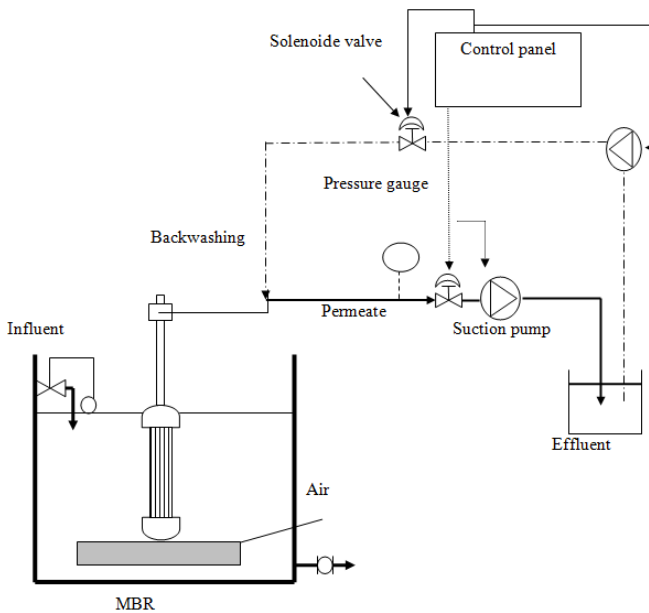 Solenoide valve
Control panel
Pressure gauge
Backwashing
Permeate
Suction pump
Influent
Effluent
Air
MBR